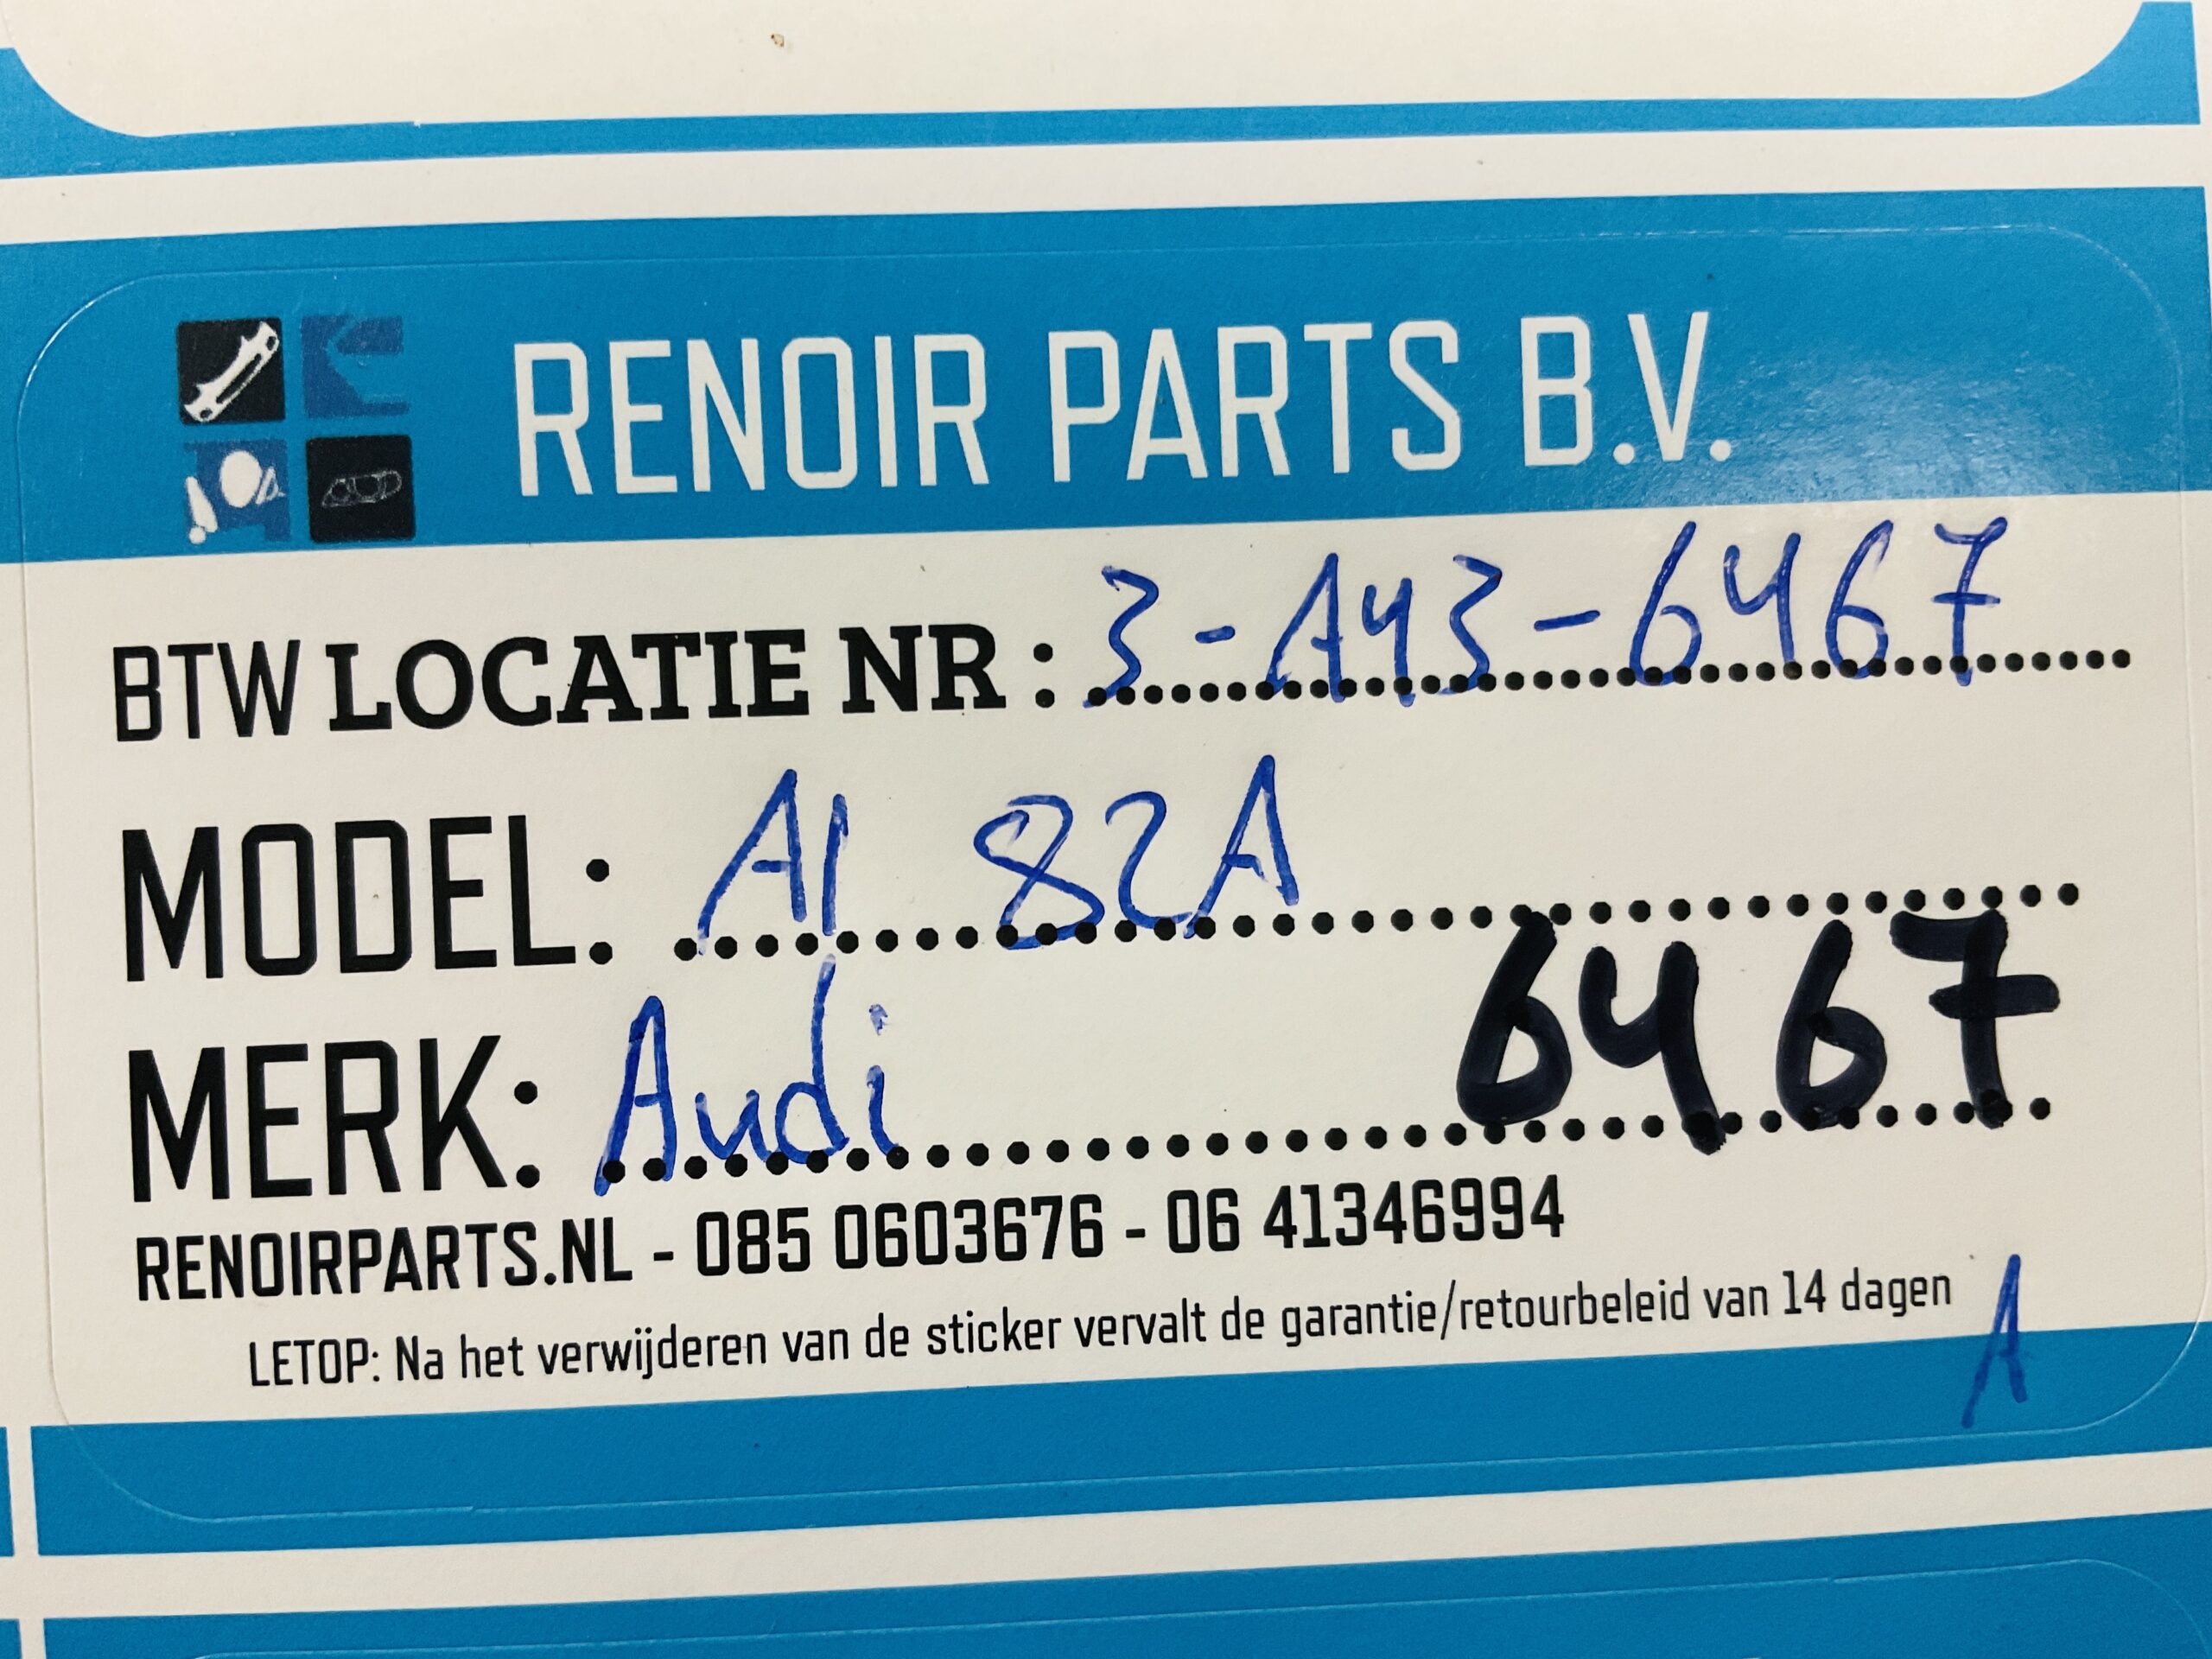 RENOIR PARTS B.V.
BTW LOCATIE NR : 3-A43-6467
MODEL: A1 82A
MERK: Audi 6467
RENOIRPARTS.NL - 085 0603676 - 06 41346994
LETOP: Na het verwijderen van de sticker vervalt de garantie/retourbeleid van 14 dagen
A